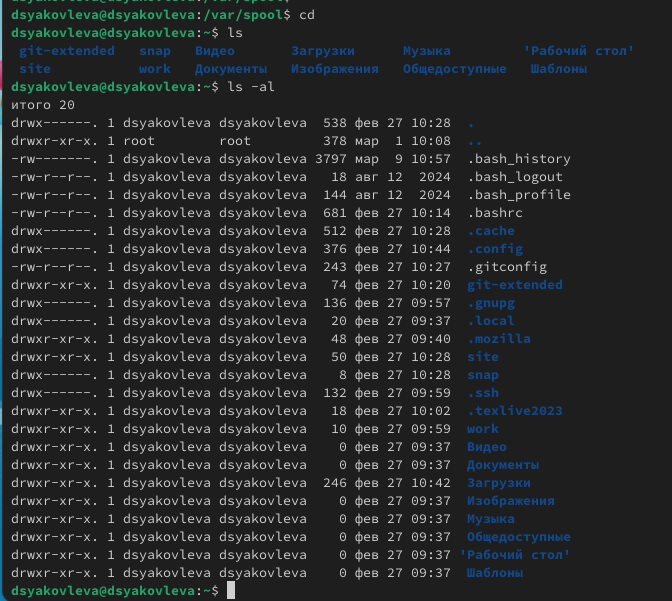 dsyakovleva@dsyakovleva:/var/spool$ cd
dsyakovleva@dsyakovleva:~$ ls
git-extended snap Видео Загрузки Музыка 'Рабочий стол'
site work Документы Изображения Общедоступные Шаблоны
dsyakovleva@dsyakovleva:~$ ls -al
итого 20
drwx------. 1 dsyakovleva dsyakovleva 538 фев 27 10:28 .
drwxr-xr-x. 1 root root 378 мар 1 10:08 ..
-rw-------. 1 dsyakovleva dsyakovleva 3797 мар 9 10:57 .bash_history
-rw-r--r--. 1 dsyakovleva dsyakovleva 18 авг 12 2024 .bash_logout
-rw-r--r--. 1 dsyakovleva dsyakovleva 144 авг 12 2024 .bash_profile
-rw-r--r--. 1 dsyakovleva dsyakovleva 681 фев 27 10:14 .bashrc
drwx------. 1 dsyakovleva dsyakovleva 512 фев 27 10:28 .cache
drwx------. 1 dsyakovleva dsyakovleva 376 фев 27 10:44 .config
-rw-r--r--. 1 dsyakovleva dsyakovleva 243 фев 27 10:27 .gitconfig
drwxr-xr-x. 1 dsyakovleva dsyakovleva 74 фев 27 10:20 git-extended
drwx------. 1 dsyakovleva dsyakovleva 136 фев 27 09:57 .gnupg
drwx------. 1 dsyakovleva dsyakovleva 20 фев 27 09:37 .local
drwxr-xr-x. 1 dsyakovleva dsyakovleva 48 фев 27 09:40 .mozilla
drwxr-xr-x. 1 dsyakovleva dsyakovleva 50 фев 27 10:28 site
drwx------. 1 dsyakovleva dsyakovleva 8 фев 27 10:28 snap
drwx------. 1 dsyakovleva dsyakovleva 132 фев 27 09:59 .ssh
drwxr-xr-x. 1 dsyakovleva dsyakovleva 18 фев 27 10:02 .texlive2023
drwxr-xr-x. 1 dsyakovleva dsyakovleva 10 фев 27 09:59 work
drwxr-xr-x. 1 dsyakovleva dsyakovleva 0 фев 27 09:37 Видео
drwxr-xr-x. 1 dsyakovleva dsyakovleva 0 фев 27 09:37 Документы
drwxr-xr-x. 1 dsyakovleva dsyakovleva 246 фев 27 10:42 Загрузки
drwxr-xr-x. 1 dsyakovleva dsyakovleva 0 фев 27 09:37 Изображения
drwxr-xr-x. 1 dsyakovleva dsyakovleva 0 фев 27 09:37 Музыка
drwxr-xr-x. 1 dsyakovleva dsyakovleva 0 фев 27 09:37 Общедоступные
drwxr-xr-x. 1 dsyakovleva dsyakovleva 0 фев 27 09:37 'Рабочий стол'
drwxr-xr-x. 1 dsyakovleva dsyakovleva 0 фев 27 09:37 Шаблоны
dsyakovleva@dsyakovleva:~$